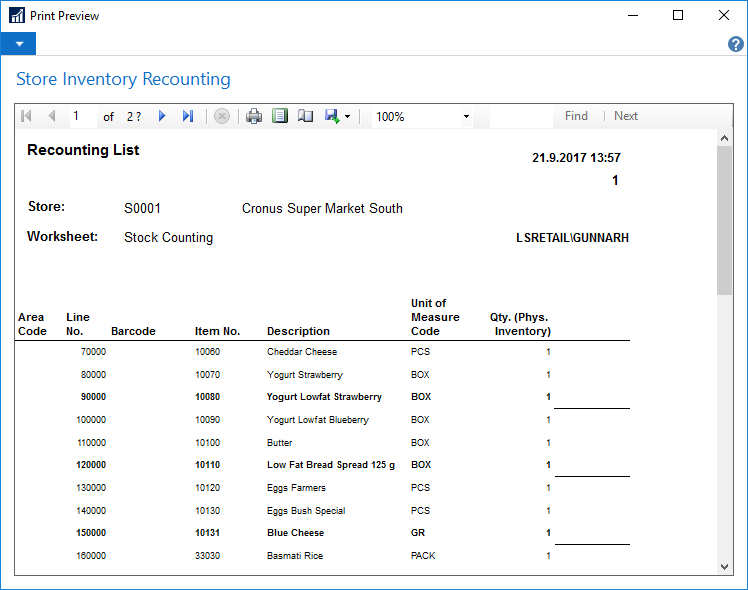 Print Preview
?
Store Inventory Recounting
1 of 2 ? 100% Find Next
Recounting List
21.9.2017 13:57
1
Store: S0001 Cronus Super Market South
Worksheet: Stock Counting LSRETAIL\GUNNARH
Area Code Line No. Barcode Item No. Description Unit of Measure Code Qty. (Phys. Inventory)
70000 10060 Cheddar Cheese PCS 1
80000 10070 Yogurt Strawberry BOX 1
90000 10080 Yogurt Lowfat Strawberry BOX 1
100000 10090 Yogurt Lowfat Blueberry BOX 1
110000 10100 Butter BOX 1
120000 10110 Low Fat Bread Spread 125 g BOX 1
130000 10120 Eggs Farmers PCS 1
140000 10130 Eggs Bush Special PCS 1
150000 10131 Blue Cheese GR 1
160000 33030 Basmati Rice PACK 1